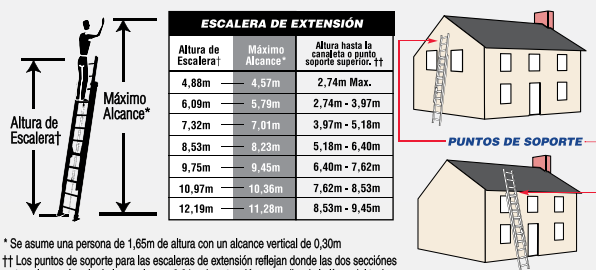 ESCALERA DE EXTENSIÓN
Altura de Escalera† Máximo Alcance* Altura hasta la canaleta o punto soporte superior. ††
4,88m 4,57m 2,74m Max.
6,09m 5,79m 2,74m - 3,97m
7,32m 7,01m 3,97m - 5,18m
8,53m 8,23m 5,18m - 6,40m
9,75m 9,45m 6,40m - 7,62m
10,97m 10,36m 7,62m - 8,53m
12,19m 11,28m 8,53m - 9,45m
Altura de
Escalera†
Máximo
Alcance*
PUNTOS DE SOPORTE
* Se asume una persona de 1,65m de altura con un alcance vertical de 0,30m
†† Los puntos de soporte para las escaleras de extensión reflejan donde las dos secciónes